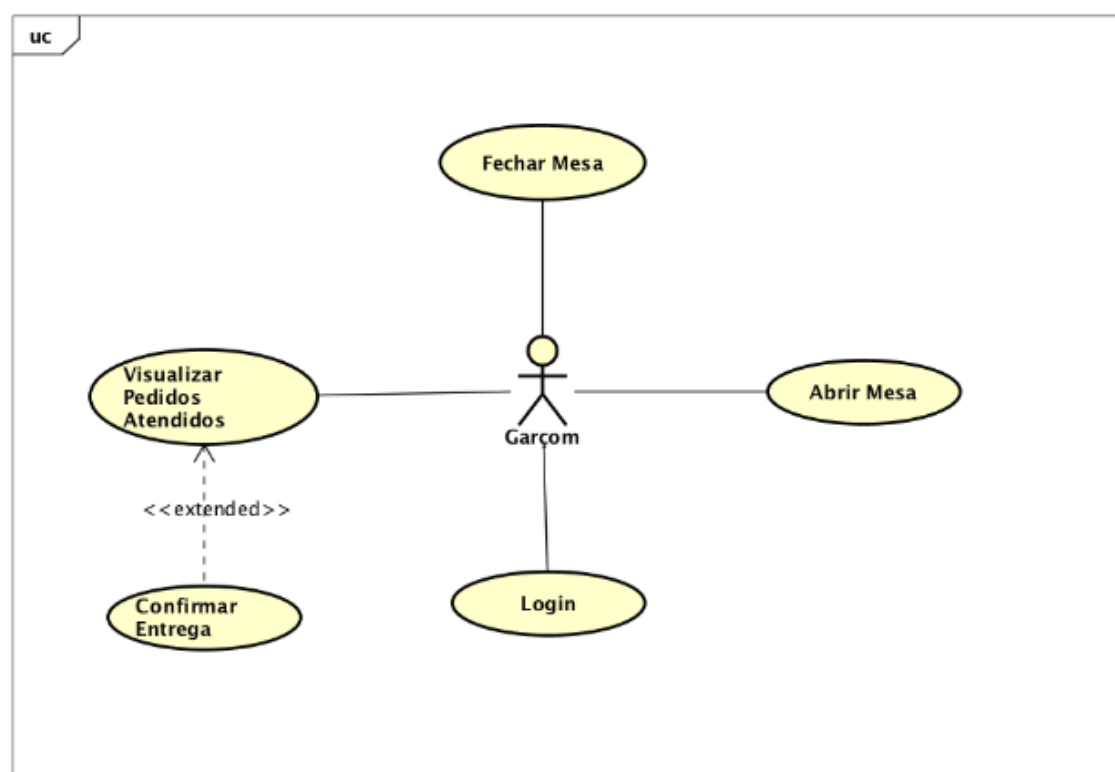 uc
Fechar Mesa
Visualizar
Pedidos
Atendidos
Abrir Mesa
Garçom
<<extended>>
Confirmar
Entrega
Login